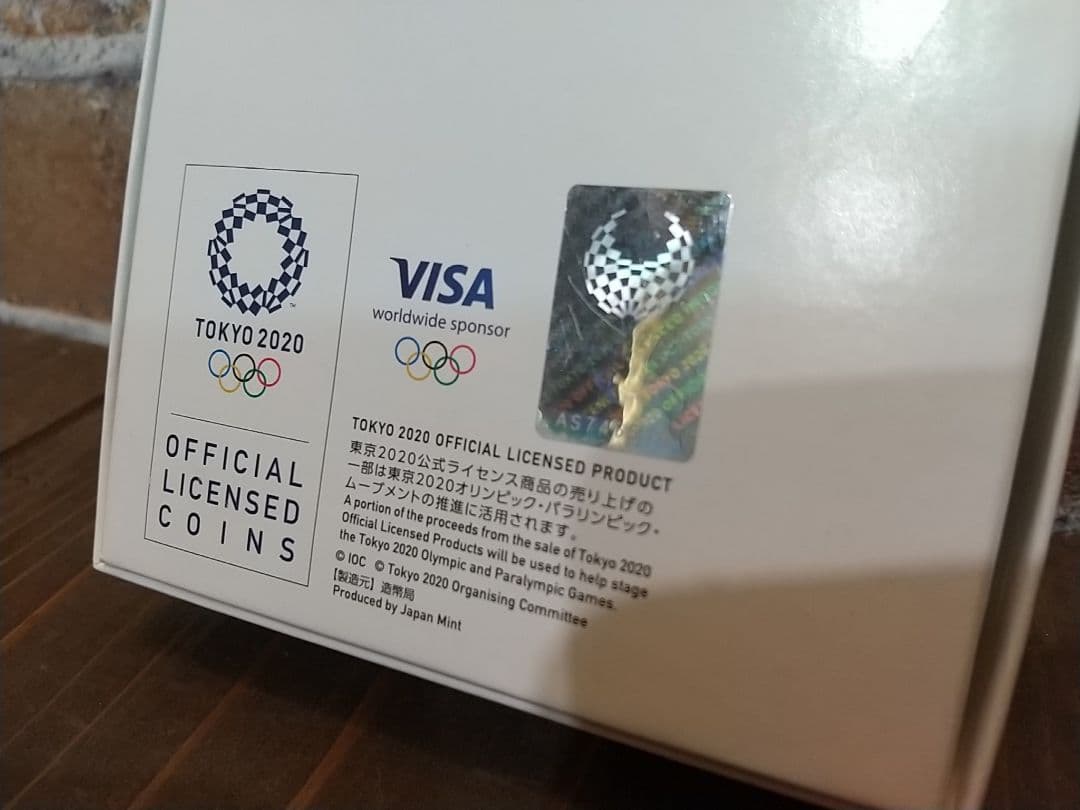 TOKYO 2020
OFFICIAL
LICENSED
COINS
VISA
worldwide sponsor
TOKYO 2020 OFFICIAL LICENSED PRODUCT
東京2020公式ライセンス商品の売り上げの
一部は東京2020オリンピック・パラリンピック・
ムーブメントの推進に活用されます。
A portion of the proceeds from the sale of Tokyo 2020
Official Licensed Products will be used to help stage
the Tokyo 2020 Olympic and Paralympic Games.
© IOC © Tokyo 2020 Organising Committee
【製造元】造幣局
Produced by Japan Mint